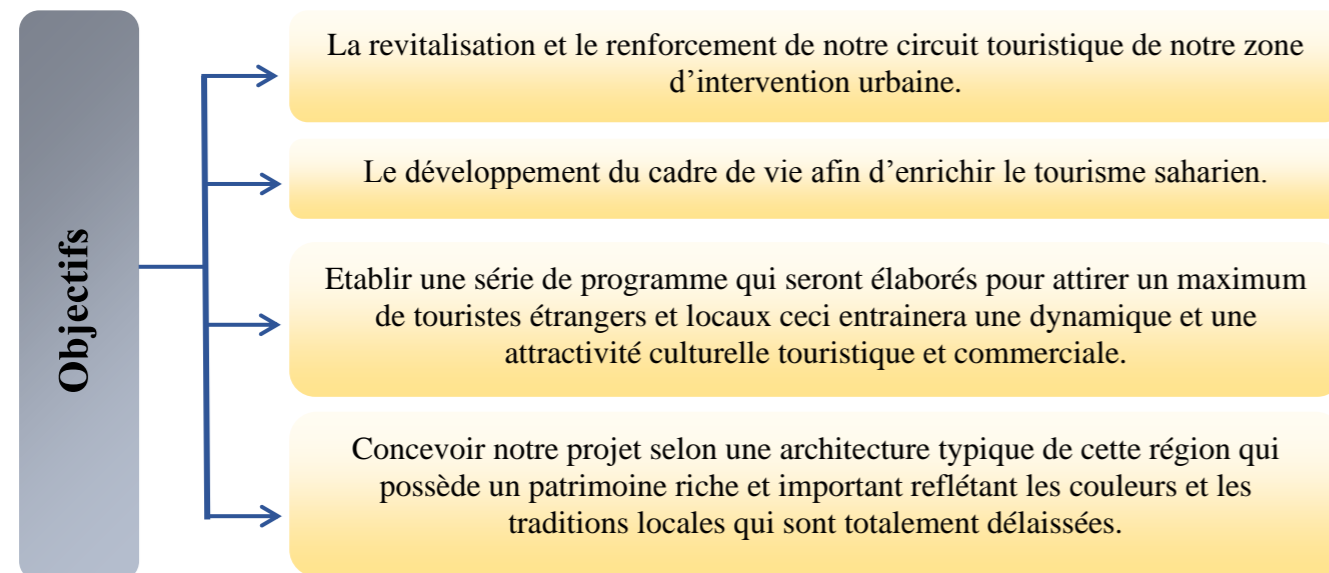 Objectifs
La revitalisation et le renforcement de notre circuit touristique de notre zone
d’intervention urbaine.
Le développement du cadre de vie afin d’enrichir le tourisme saharien.
Etablir une série de programme qui seront élaborés pour attirer un maximum
de touristes étrangers et locaux ceci entrainera une dynamique et une
attractivité culturelle touristique et commerciale.
Concevoir notre projet selon une architecture typique de cette région qui
possède un patrimoine riche et important reflétant les couleurs et les
traditions locales qui sont totalement délaissées.